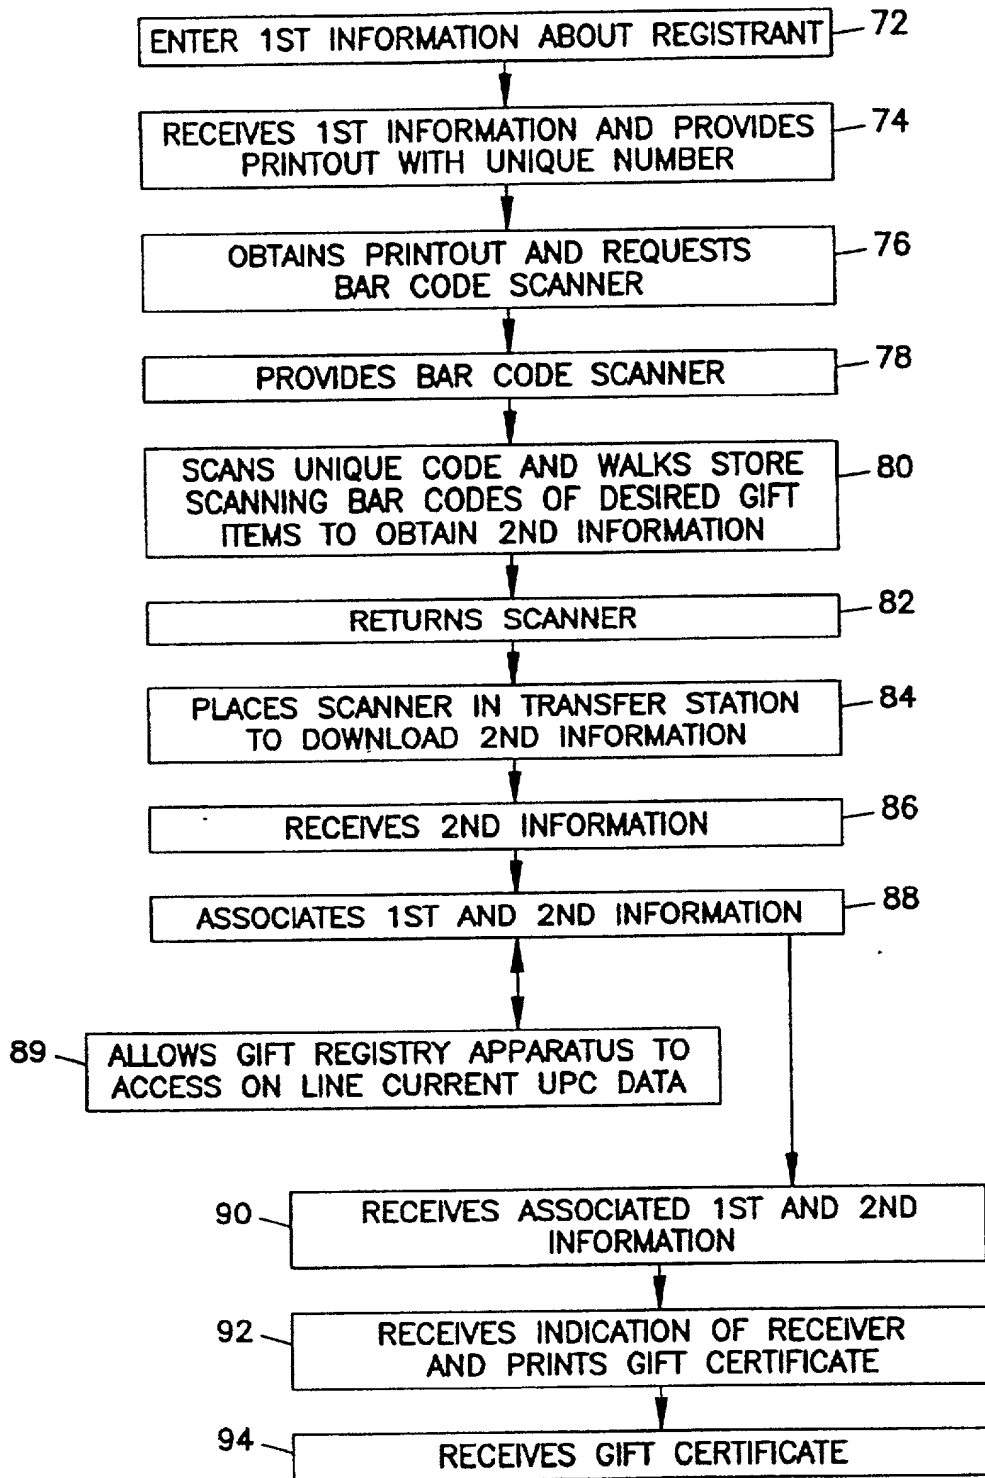 ENTER 1ST INFORMATION ABOUT REGISTRANT
72
RECEIVES 1ST INFORMATION AND PROVIDES
PRINTOUT WITH UNIQUE NUMBER
74
OBTAINS PRINTOUT AND REQUESTS
BAR CODE SCANNER
76
PROVIDES BAR CODE SCANNER
78
SCANS UNIQUE CODE AND WALKS STORE
SCANNING BAR CODES OF DESIRED GIFT
ITEMS TO OBTAIN 2ND INFORMATION
80
RETURNS SCANNER
82
PLACES SCANNER IN TRANSFER STATION
TO DOWNLOAD 2ND INFORMATION
84
RECEIVES 2ND INFORMATION
86
ASSOCIATES 1ST AND 2ND INFORMATION
88
89
ALLOWS GIFT REGISTRY APPARATUS TO
ACCESS ON LINE CURRENT UPC DATA
90
RECEIVES ASSOCIATED 1ST AND 2ND
INFORMATION
92
RECEIVES INDICATION OF RECEIVER
AND PRINTS GIFT CERTIFICATE
94
RECEIVES GIFT CERTIFICATE